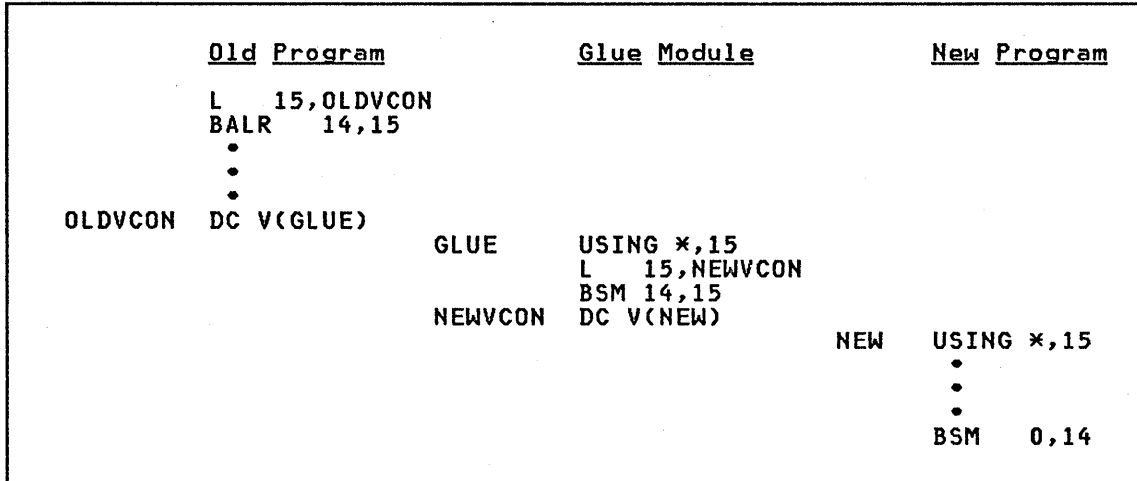 Old Program Glue Module New Program
L 15,OLDVCON
BALR 14,15
•
•
•
OLDVCON DC V(GLUE)
GLUE USING *,15
L 15,NEWVCON
BSM 14,15
NEWVCON DC V(NEW)
NEW USING *,15
•
•
•
BSM 0,14